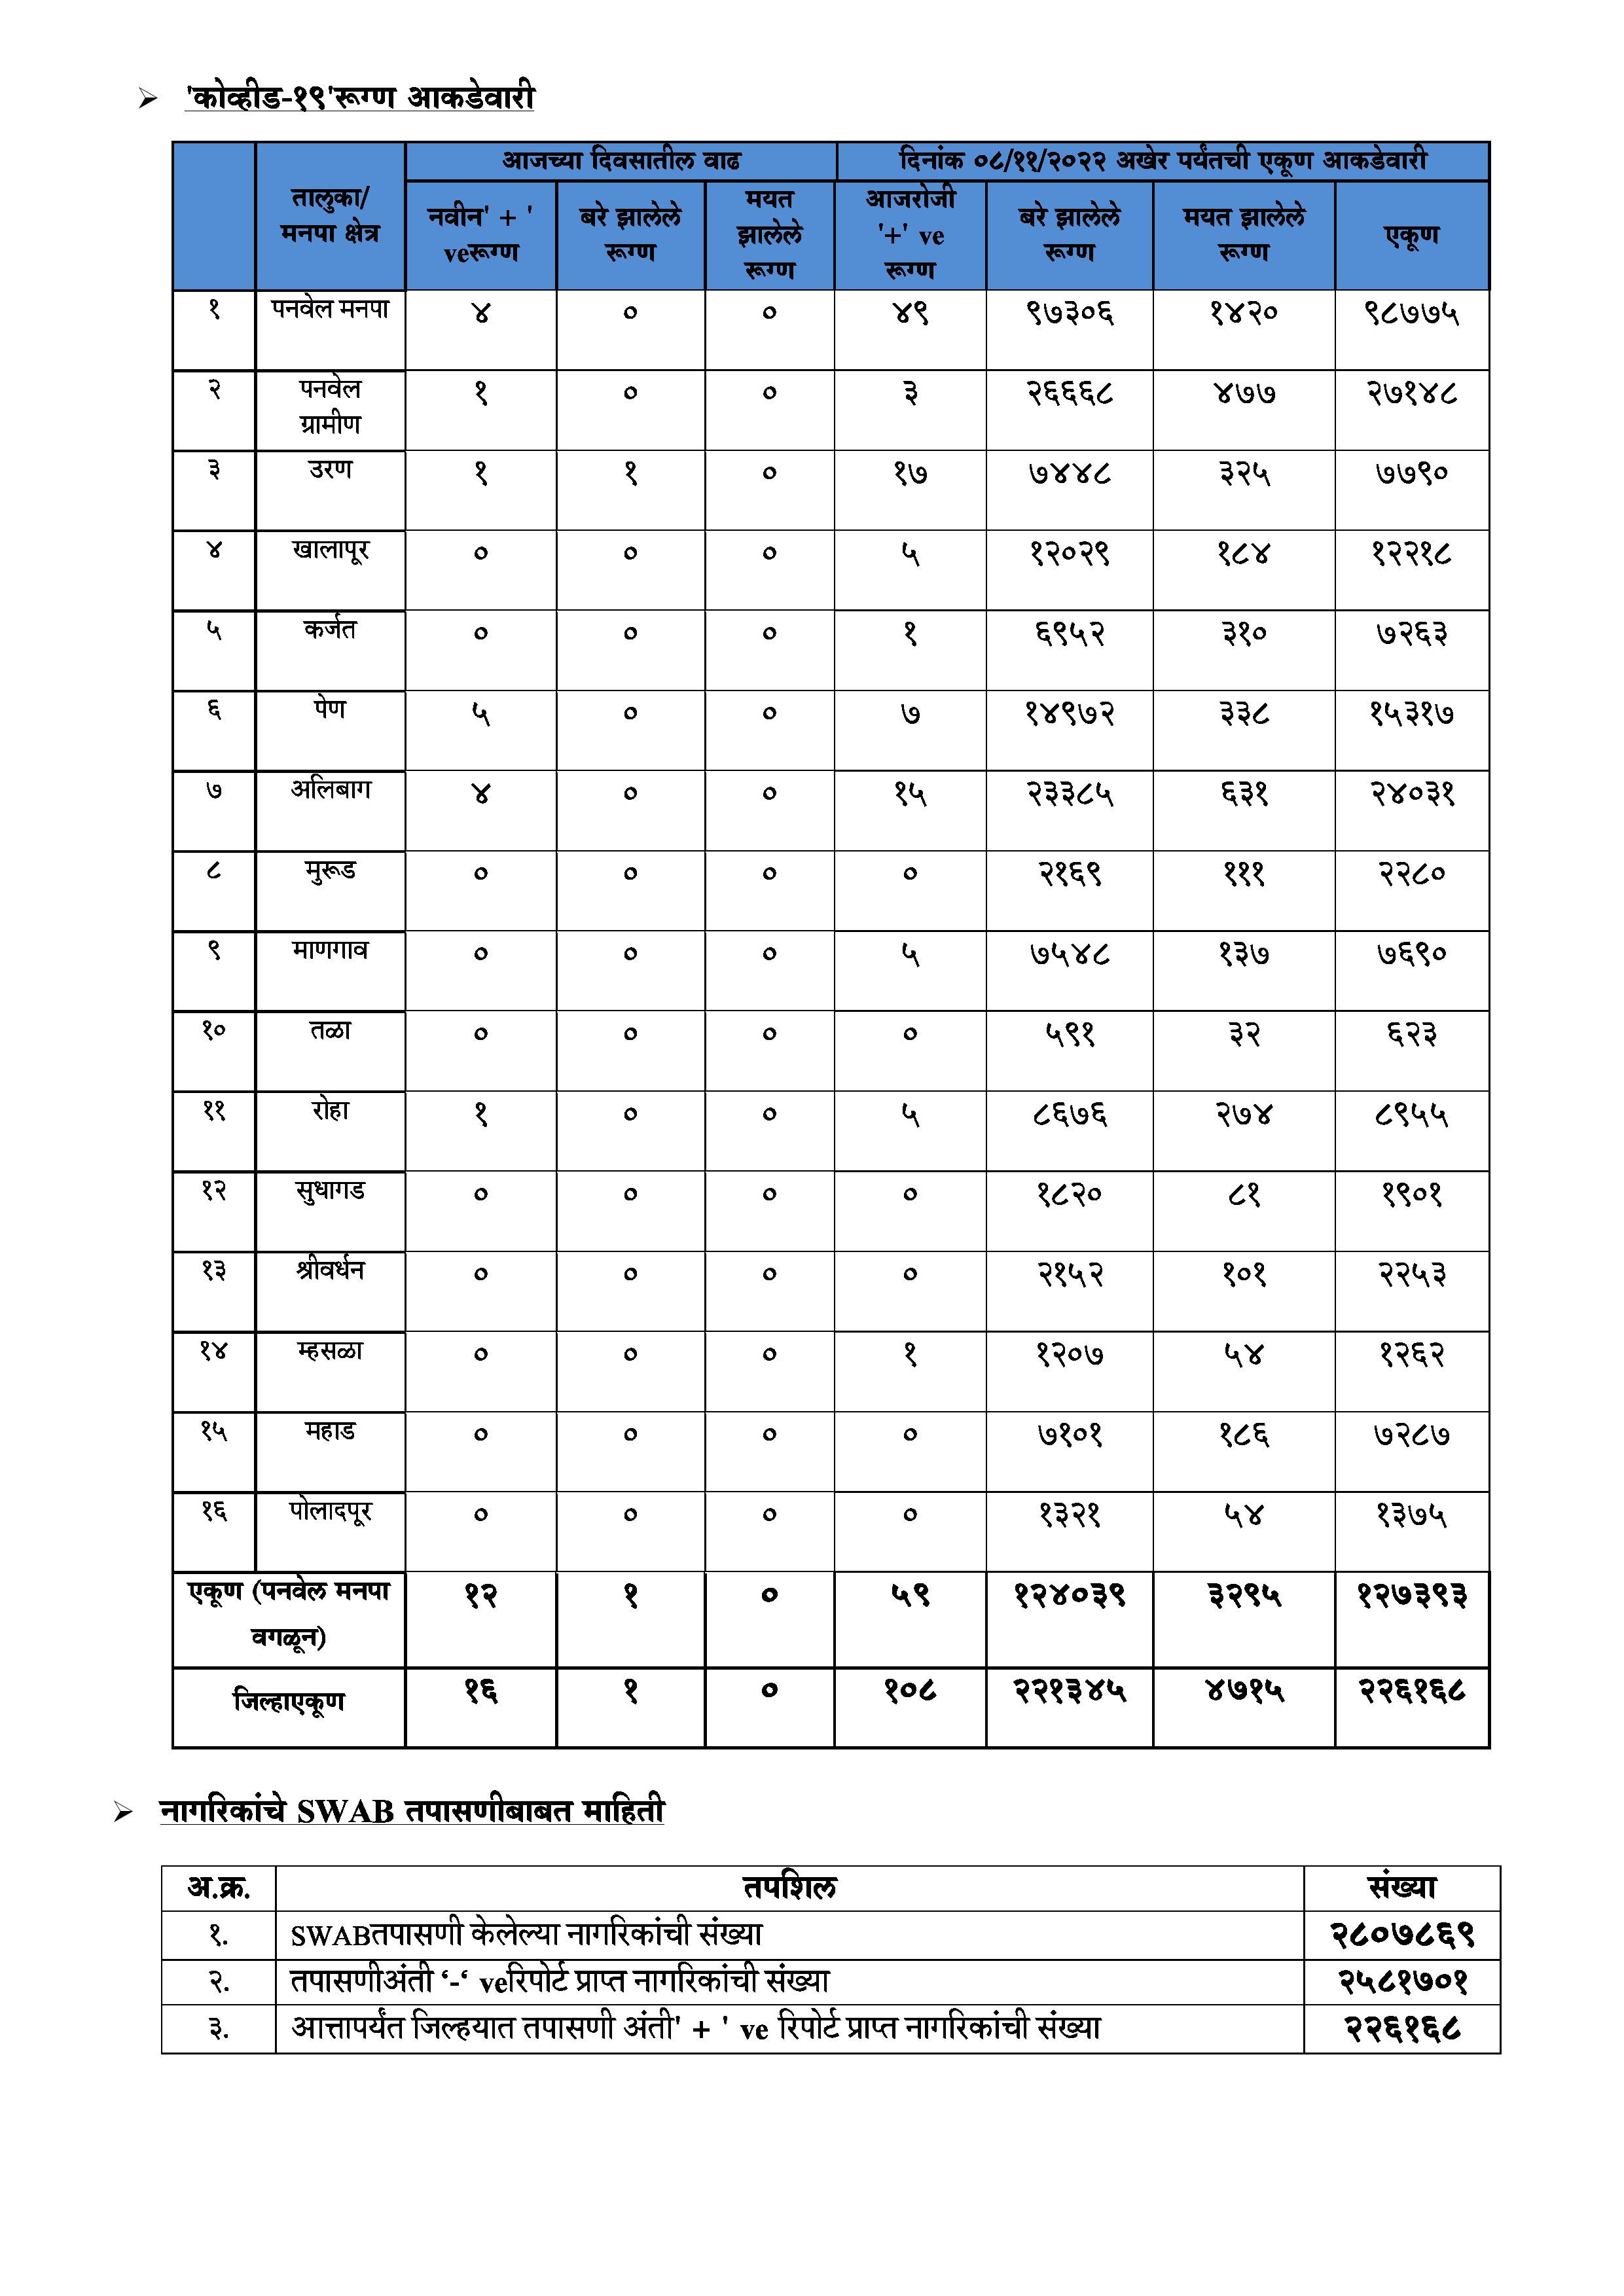 ➢ 'कोव्हीड-१९'रूग्ण आकडेवारी
तालुका/ मनपा क्षेत्र आजच्या दिवसातील वाढ दिनांक ०८/११/२०२२ अखेर पर्यंतची एकूण आकडेवारी
नवीन' + ' veरूग्ण बरे झालेले रूग्ण मयत झालेले रूग्ण आजरोजी '+' ve रूग्ण बरे झालेले रूग्ण मयत झालेले रूग्ण एकूण
१ पनवेल मनपा ४ ० ० ४९ ९७३०६ १४२० ९८७७५
२ पनवेल ग्रामीण १ ० ० ३ २६६६८ ४७७ २७१४८
३ उरण १ १ ० १७ ७४४८ ३२५ ७७९०
४ खालापूर ० ० ० ५ १२०२९ १८४ १२२१८
५ कर्जत ० ० ० १ ६९५२ ३१० ७२६३
६ पेण ५ ० ० ७ १४९७२ ३३८ १५३१७
७ अलिबाग ४ ० ० १५ २३३८५ ६३१ २४०३१
८ मुरूड ० ० ० ० २१६९ १११ २२८०
९ माणगाव ० ० ० ५ ७५४८ १३७ ७६९०
१० तळा ० ० ० ० ५९१ ३२ ६२३
११ रोहा १ ० ० ५ ८६७६ २७४ ८९५५
१२ सुधागड ० ० ० ० १८२० ८१ १९०१
१३ श्रीवर्धन ० ० ० ० २१५२ १०१ २२५३
१४ म्हसळा ० ० ० १ १२०७ ५४ १२६२
१५ महाड ० ० ० ० ७१०१ १८६ ७२८७
१६ पोलादपूर ० ० ० ० १३२१ ५४ १३७५
एकूण (पनवेल मनपा वगळून) १२ १ ० ५९ १२४०३९ ३२९५ १२७३९३
जिल्हाएकूण १६ १ ० १०८ २२१३४५ ४७१५ २२६१६८
➢ नागरिकांचे SWAB तपासणीबाबत माहिती
अ.क्र. तपशिल संख्या
१. SWABतपासणी केलेल्या नागरिकांची संख्या २८०७८६९
२. तपासणीअंती ‘-‘ veरिपोर्ट प्राप्त नागरिकांची संख्या २५८१७०१
३. आत्तापर्यंत जिल्हयात तपासणी अंती' + ' ve रिपोर्ट प्राप्त नागरिकांची संख्या २२६१६८